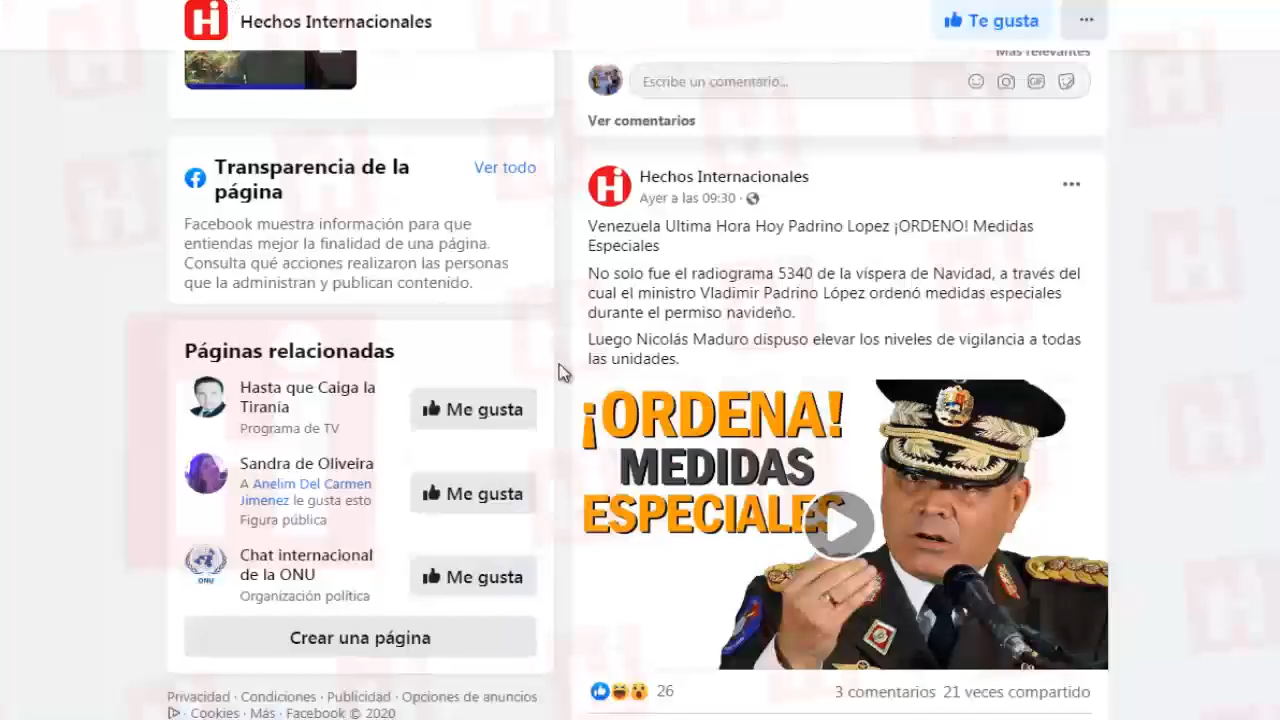 Hechos Internacionales
Te gusta
Más relevantes
Escribe un comentario...
GIF
Ver comentarios
Transparencia de la página
Ver todo
Facebook muestra información para que
entiendas mejor la finalidad de una página.
Consulta qué acciones realizaron las personas
que la administran y publican contenido.
Páginas relacionadas
Hasta que Caiga la
Tirania
Programa de TV
Me gusta
Sandra de Oliveira
A Anelim Del Carmen
Jimenez le gusta esto
Figura pública
Me gusta
Chat internacional
de la ONU
Organización política
ONU
Me gusta
Crear una página
Privacidad · Condiciones · Publicidad · Opciones de anuncios
· Cookies · Más · Facebook © 2020
Hechos Internacionales
Ayer a las 09:30 ·
Venezuela Ultima Hora Hoy Padrino Lopez ¡ORDENO! Medidas
Especiales
No solo fue el radiograma 5340 de la víspera de Navidad, a través del
cual el ministro Vladimir Padrino López ordenó medidas especiales
durante el permiso navideño.
Luego Nicolás Maduro dispuso elevar los niveles de vigilancia a todas
las unidades.
¡ORDENA!
MEDIDAS
ESPECIALES
26
3 comentarios 21 veces compartido